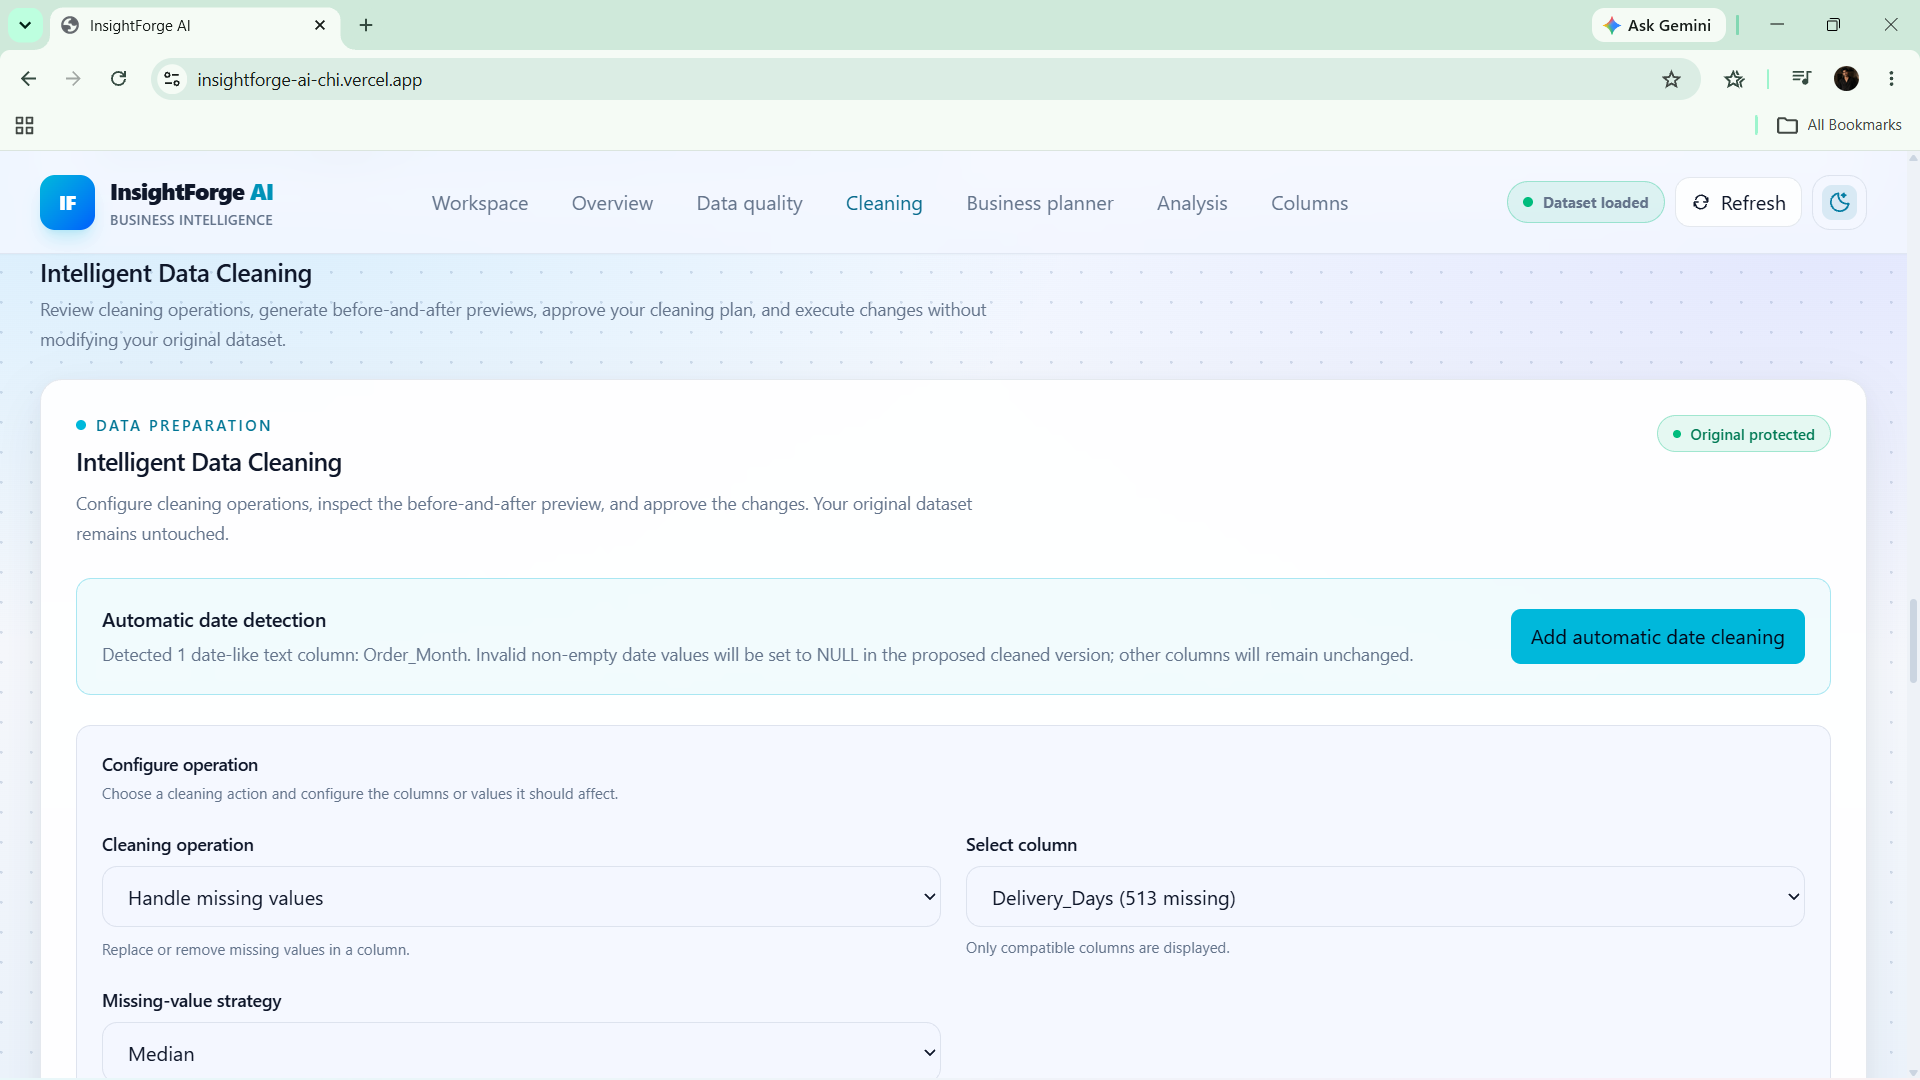 InsightForge AI
Ask Gemini
insightforge-ai-chi.vercel.app
All Bookmarks
IF
InsightForge AI
BUSINESS INTELLIGENCE
Workspace
Overview
Data quality
Cleaning
Business planner
Analysis
Columns
Dataset loaded
Refresh
Intelligent Data Cleaning
Review cleaning operations, generate before-and-after previews, approve your cleaning plan, and execute changes without
modifying your original dataset.
DATA PREPARATION
Original protected
Intelligent Data Cleaning
Configure cleaning operations, inspect the before-and-after preview, and approve the changes. Your original dataset
remains untouched.
Automatic date detection
Detected 1 date-like text column: Order_Month. Invalid non-empty date values will be set to NULL in the proposed cleaned version; other columns will remain unchanged.
Add automatic date cleaning
Configure operation
Choose a cleaning action and configure the columns or values it should affect.
Cleaning operation
Select column
Handle missing values
Delivery_Days (513 missing)
Replace or remove missing values in a column.
Only compatible columns are displayed.
Missing-value strategy
Median